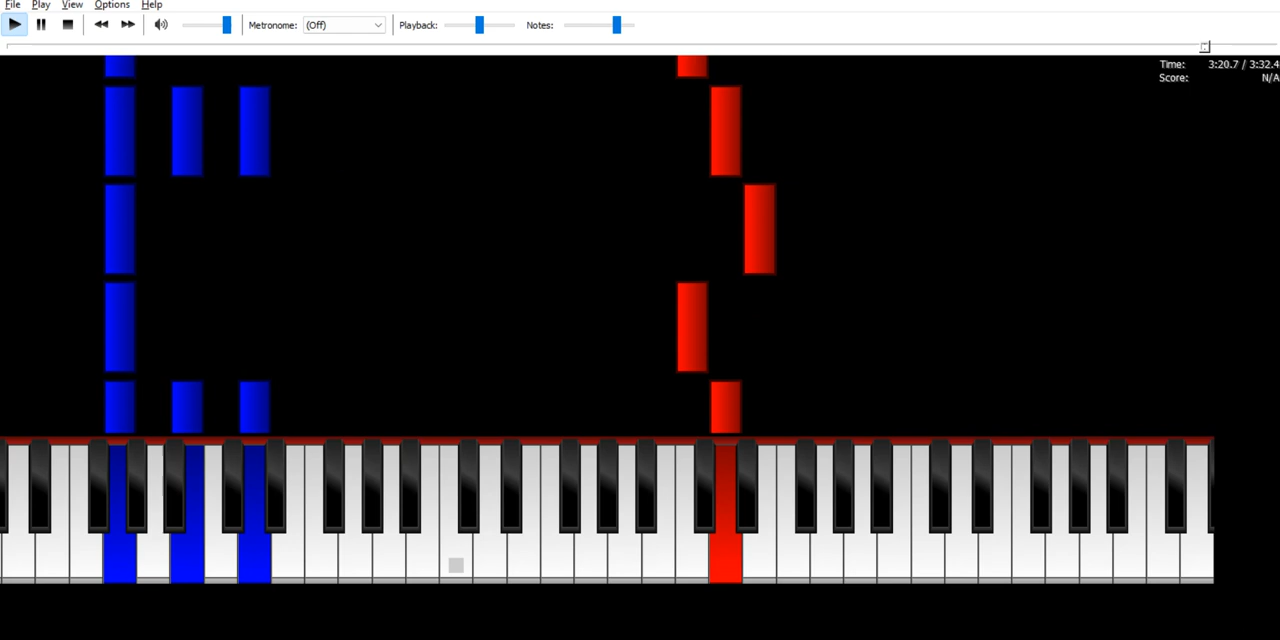 File Play View Options Help
Metronome: (Off) Playback: Notes:
Time: 3:20.7 / 3:32.4
Score: N/A